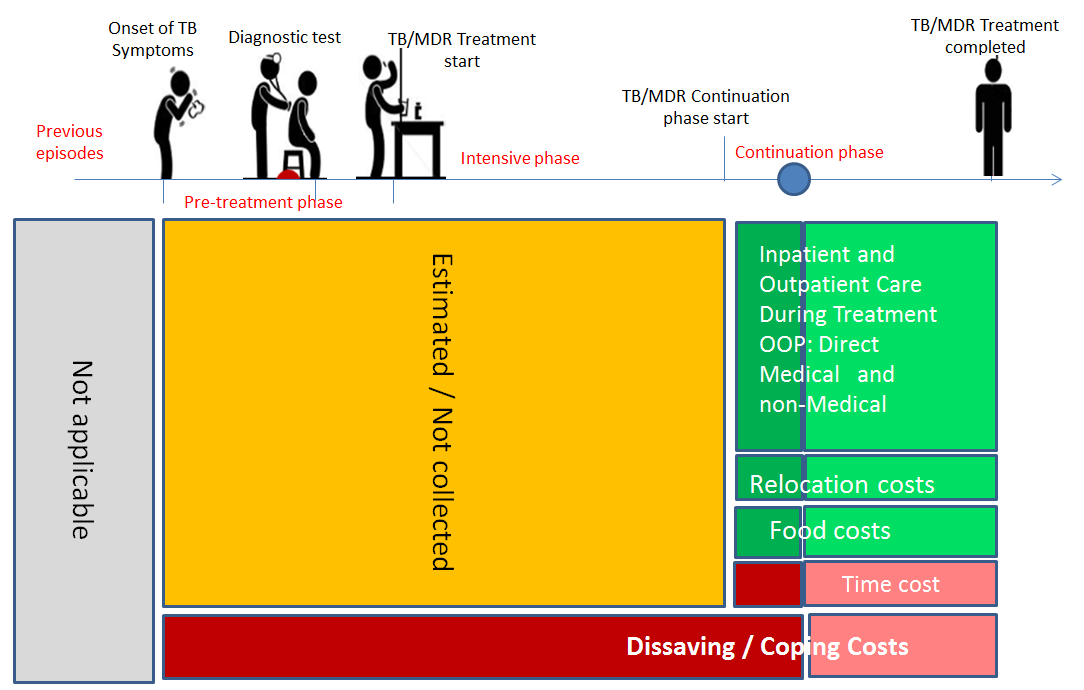 Onset of TB
Symptoms
Diagnostic test
TB/MDR Treatment
start
TB/MDR Continuation
phase start
TB/MDR Treatment
completed
Previous
episodes
Pre-treatment phase
Intensive phase
Continuation phase
Not applicable
Estimated / Not collected
Inpatient and
Outpatient Care
During Treatment
OOP: Direct
Medical and
non-Medical
Relocation costs
Food costs
Time cost
Dissaving / Coping Costs